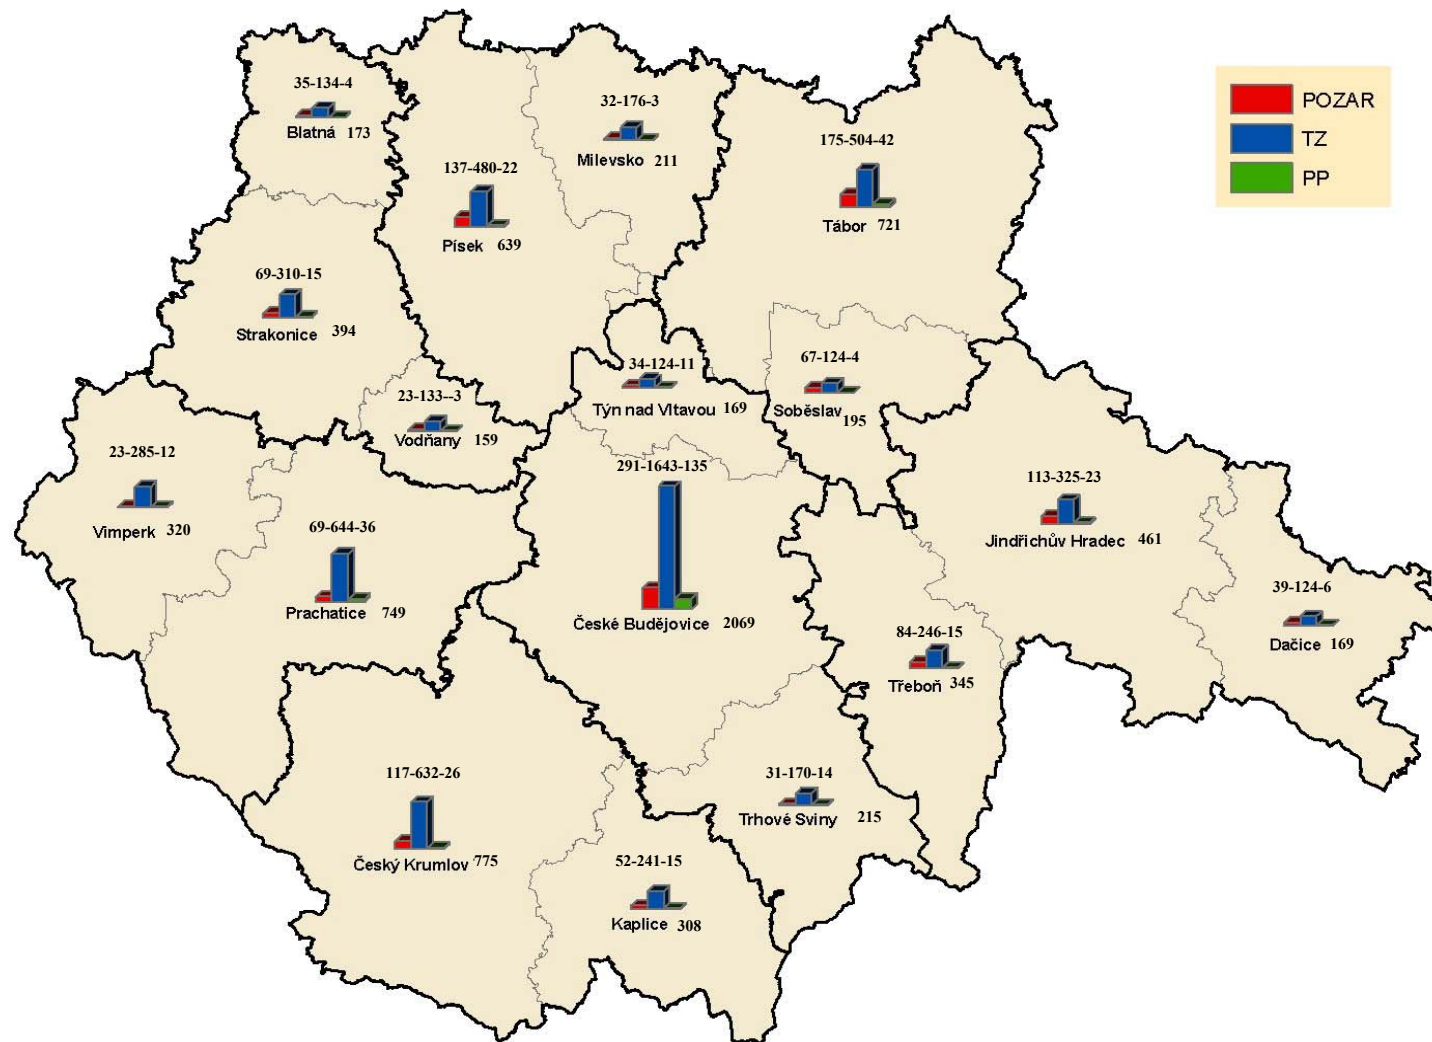 POZAR
TZ
PP
35-134-4
Blatná 173
32-176-3
Milevsko 211
137-480-22
Písek 639
175-504-42
Tábor 721
69-310-15
Strakonice 394
34-124-11
Týn nad Vltavou 169
67-124-4
Soběslav 195
23-133--3
Vodňany 159
23-285-12
Vimperk 320
69-644-36
Prachatice 749
291-1643-135
České Budějovice 2069
113-325-23
Jindřichův Hradec 461
39-124-6
Dačice 169
84-246-15
Třeboň 345
31-170-14
Trhové Sviny 215
117-632-26
Český Krumlov 775
52-241-15
Kaplice 308